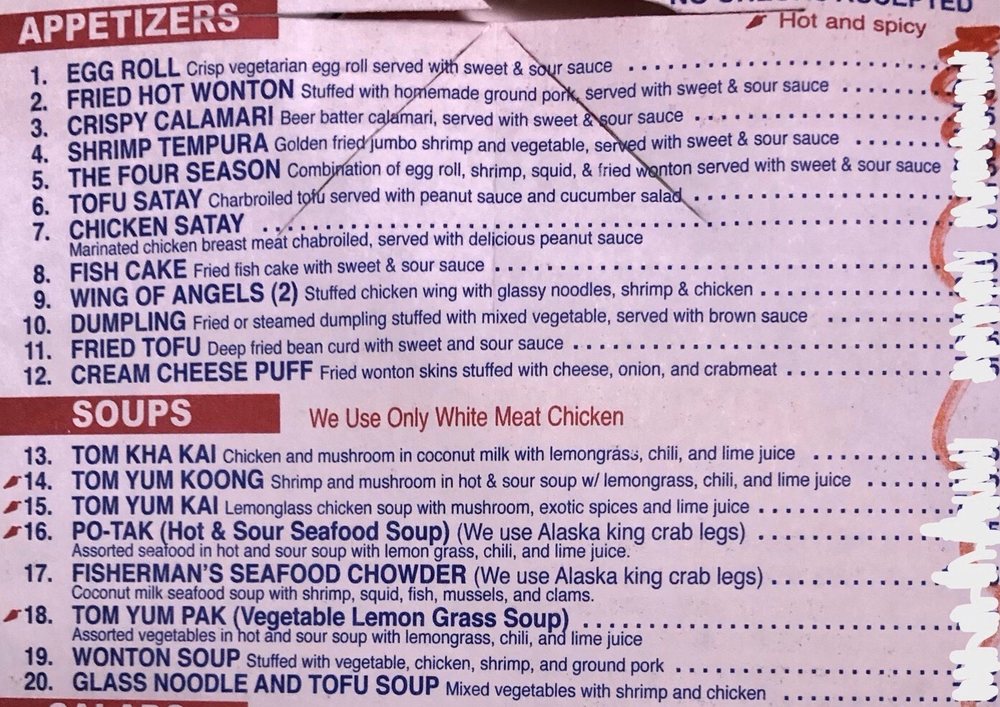 APPETIZERS
Hot and spicy
1. EGG ROLL Crisp vegetarian egg roll served with sweet & sour sauce
2. FRIED HOT WONTON Stuffed with homemade ground pork, served with sweet & sour sauce
3. CRISPY CALAMARI Beer batter calamari, served with sweet & sour sauce
4. SHRIMP TEMPURA Golden fried jumbo shrimp and vegetable, served with sweet & sour sauce
5. THE FOUR SEASON Combination of egg roll, shrimp, squid, & fried wonton served with sweet & sour sauce
6. TOFU SATAY Charbroiled tofu served with peanut sauce and cucumber salad
7. CHICKEN SATAY
Marinated chicken breast meat chabroiled, served with delicious peanut sauce
8. FISH CAKE Fried fish cake with sweet & sour sauce
9. WING OF ANGELS (2) Stuffed chicken wing with glassy noodles, shrimp & chicken
10. DUMPLING Fried or steamed dumpling stuffed with mixed vegetable, served with brown sauce
11. FRIED TOFU Deep fried bean curd with sweet and sour sauce
12. CREAM CHEESE PUFF Fried wonton skins stuffed with cheese, onion, and crabmeat
SOUPS We Use Only White Meat Chicken
13. TOM KHA KAI Chicken and mushroom in coconut milk with lemongrass, chili, and lime juice
14. TOM YUM KOONG Shrimp and mushroom in hot & sour soup w/ lemongrass, chili, and lime juice
15. TOM YUM KAI Lemonglass chicken soup with mushroom, exotic spices and lime juice
16. PO-TAK (Hot & Sour Seafood Soup) (We use Alaska king crab legs)
Assorted seafood in hot and sour soup with lemon grass, chili, and lime juice.
17. FISHERMAN'S SEAFOOD CHOWDER (We use Alaska king crab legs)
Coconut milk seafood soup with shrimp, squid, fish, mussels, and clams.
18. TOM YUM PAK (Vegetable Lemon Grass Soup)
Assorted vegetables in hot and sour soup with lemongrass, chili, and lime juice
19. WONTON SOUP Stuffed with vegetable, chicken, shrimp, and ground pork
20. GLASS NOODLE AND TOFU SOUP Mixed vegetables with shrimp and chicken